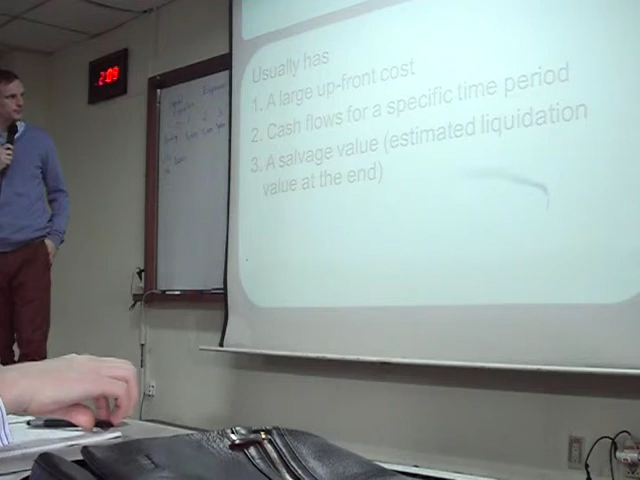 2:09
Capital
Usually has
1. A large up-front cost
2. Cash flows for a specific time period
3. A salvage value (estimated liquidation
value at the end)